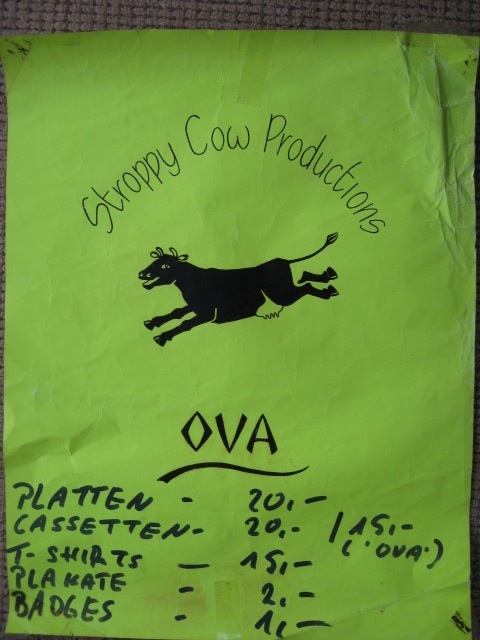 Stroppy Cow Productions
OVA
PLATTEN - 20,-
CASSETTEN - 20,- / 15,-
("OVA")
T-SHIRTS - 15,-
PLAKATE - 2,-
BADGES - 1,-